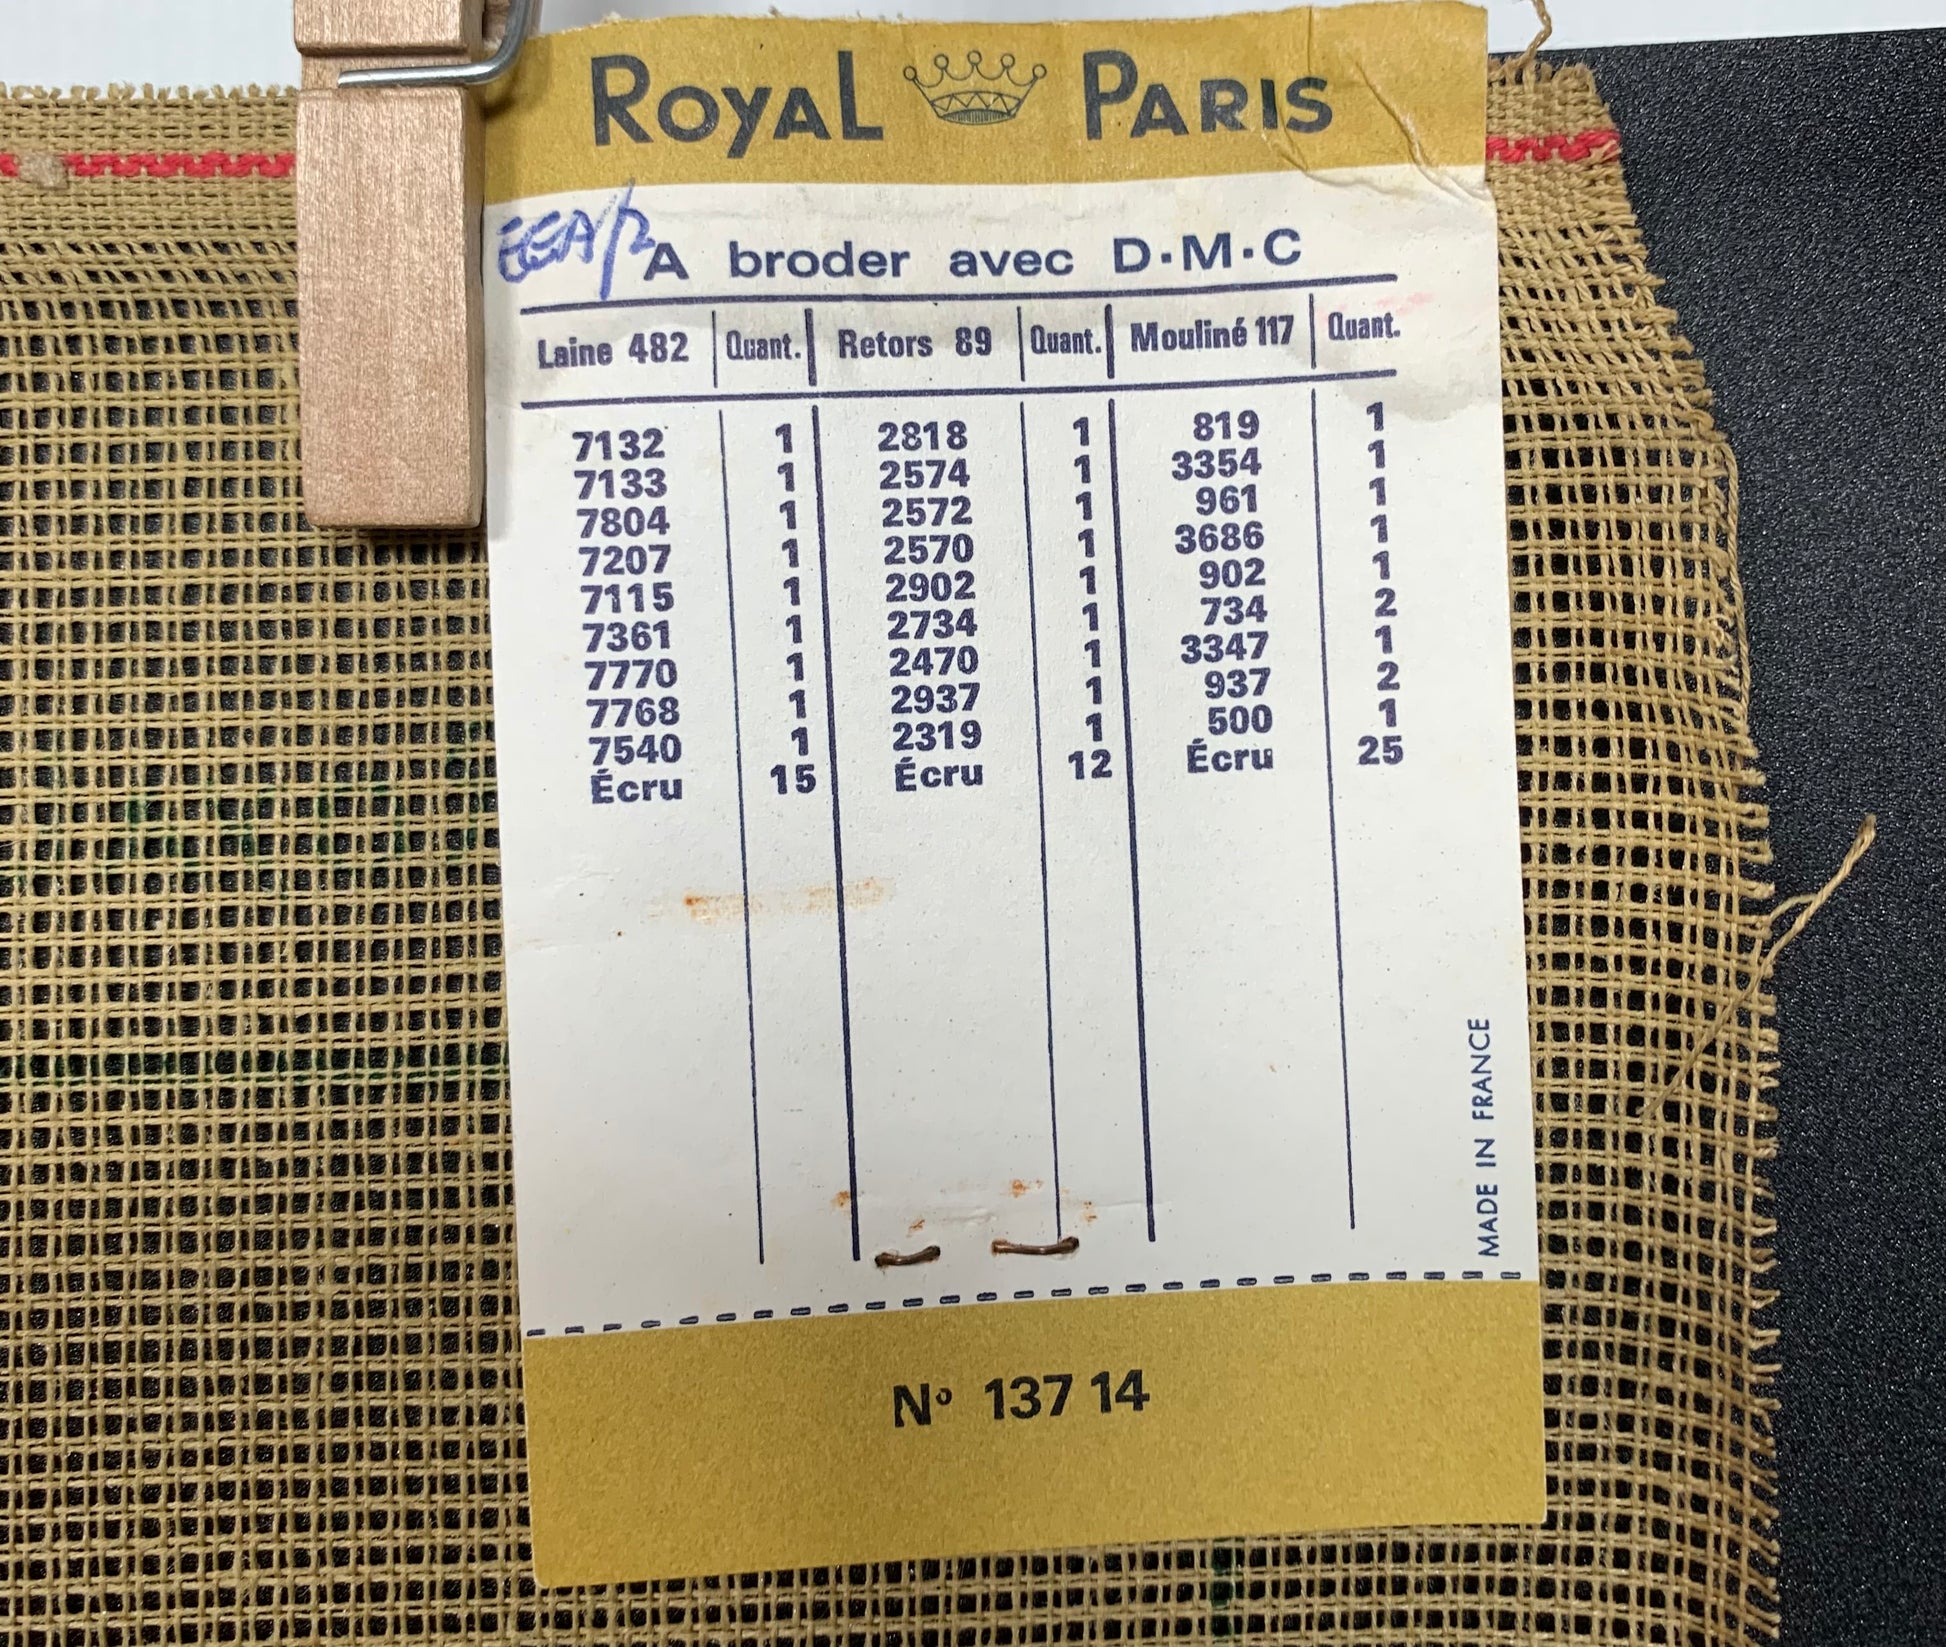 ROYAL PARIS
A broder avec D·M·C
Laine 482 Quant. Retors 89 Quant. Mouliné 117 Quant.
7132 1 2818 1 819 1
7133 1 2574 1 3354 1
7804 1 2572 1 961 1
7207 1 2570 1 3686 1
7115 1 2902 1 902 1
7361 1 2734 1 734 2
7770 1 2470 1 3347 1
7768 1 2937 1 937 2
7540 1 2319 1 500 1
Écru 15 Écru 12 Écru 25
MADE IN FRANCE
Nº 137 14